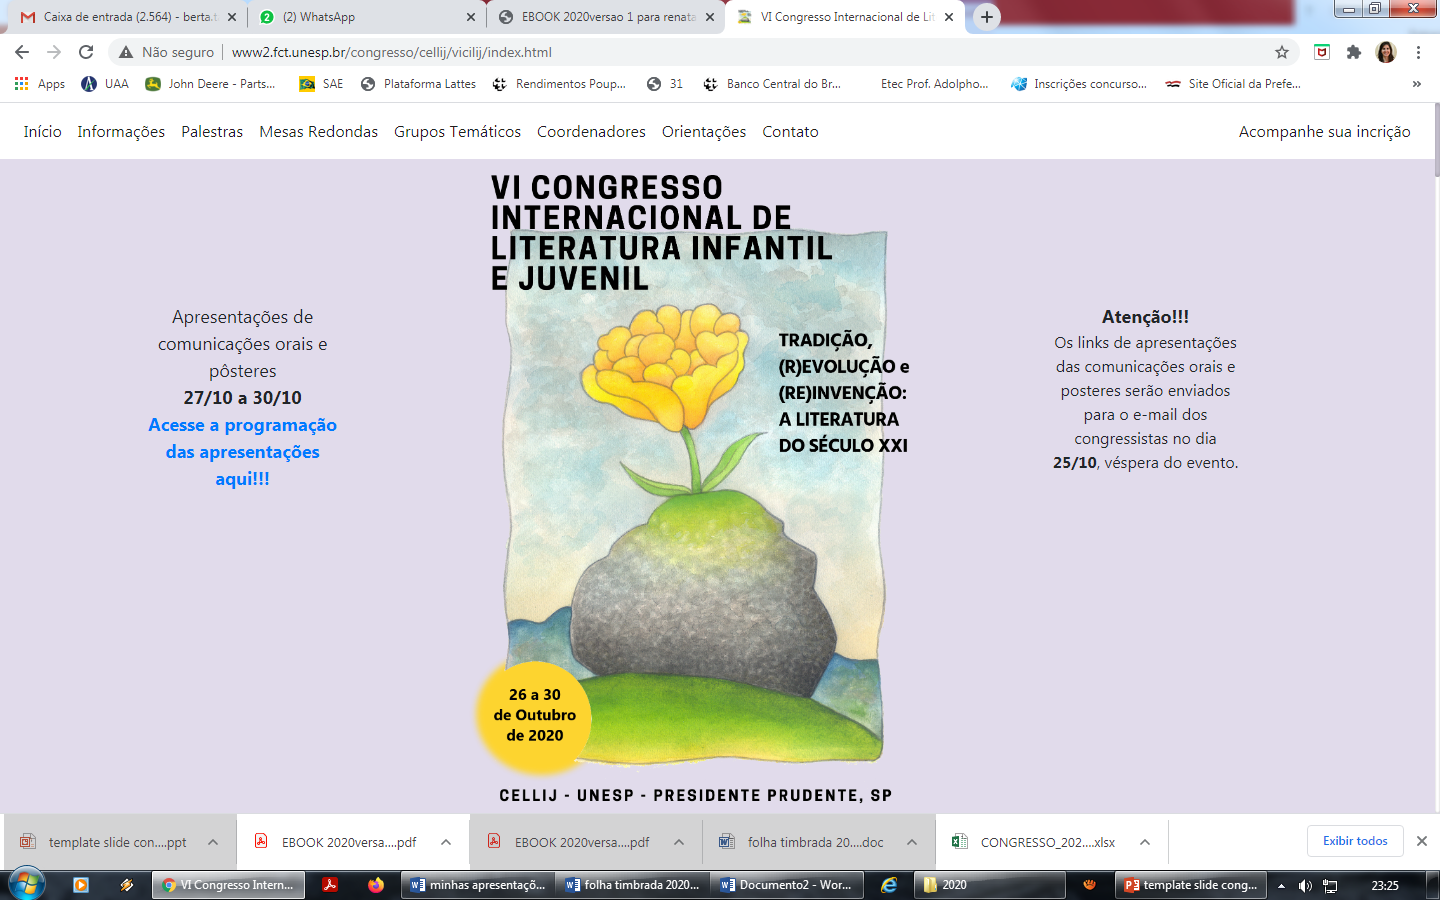 Caixa de entrada (2.564) - berta.t
(2) WhatsApp
EBOOK 2020versao 1 para renata
VI Congresso Internacional de Lit
Não seguro
www2.fct.unesp.br/congresso/cellij/vicilij/index.html
Apps
UAA
John Deere - Parts...
SAE
Plataforma Lattes
Rendimentos Poup...
31
Banco Central do Br...
Etec Prof. Adolpho...
Inscrições concurso...
Site Oficial da Prefe...
»
Início
Informações
Palestras
Mesas Redondas
Grupos Temáticos
Coordenadores
Orientações
Contato
Acompanhe sua incrição
VI CONGRESSO
INTERNACIONAL DE
LITERATURA INFANTIL
E JUVENIL
TRADIÇÃO,
(R)EVOLUÇÃO e
(RE)INVENÇÃO:
A LITERATURA
DO SÉCULO XXI
Apresentações de
comunicações orais e
pôsteres
27/10 a 30/10
Acesse a programação
das apresentações
aqui!!!
Atenção!!!
Os links de apresentações
das comunicações orais e
posteres serão enviados
para o e-mail dos
congressistas no dia
25/10, véspera do evento.
26 a 30
de Outubro
de 2020
CELLIJ - UNESP - PRESIDENTE PRUDENTE, SP
template slide con....ppt
EBOOK 2020versa....pdf
EBOOK 2020versa....pdf
folha timbrada 20....doc
CONGRESSO_202....xlsx
Exibir todos
VI Congresso Intern...
minhas apresentaçõ...
folha timbrada 2020...
Documento2 - Wor...
2020
template slide cong...
23:25